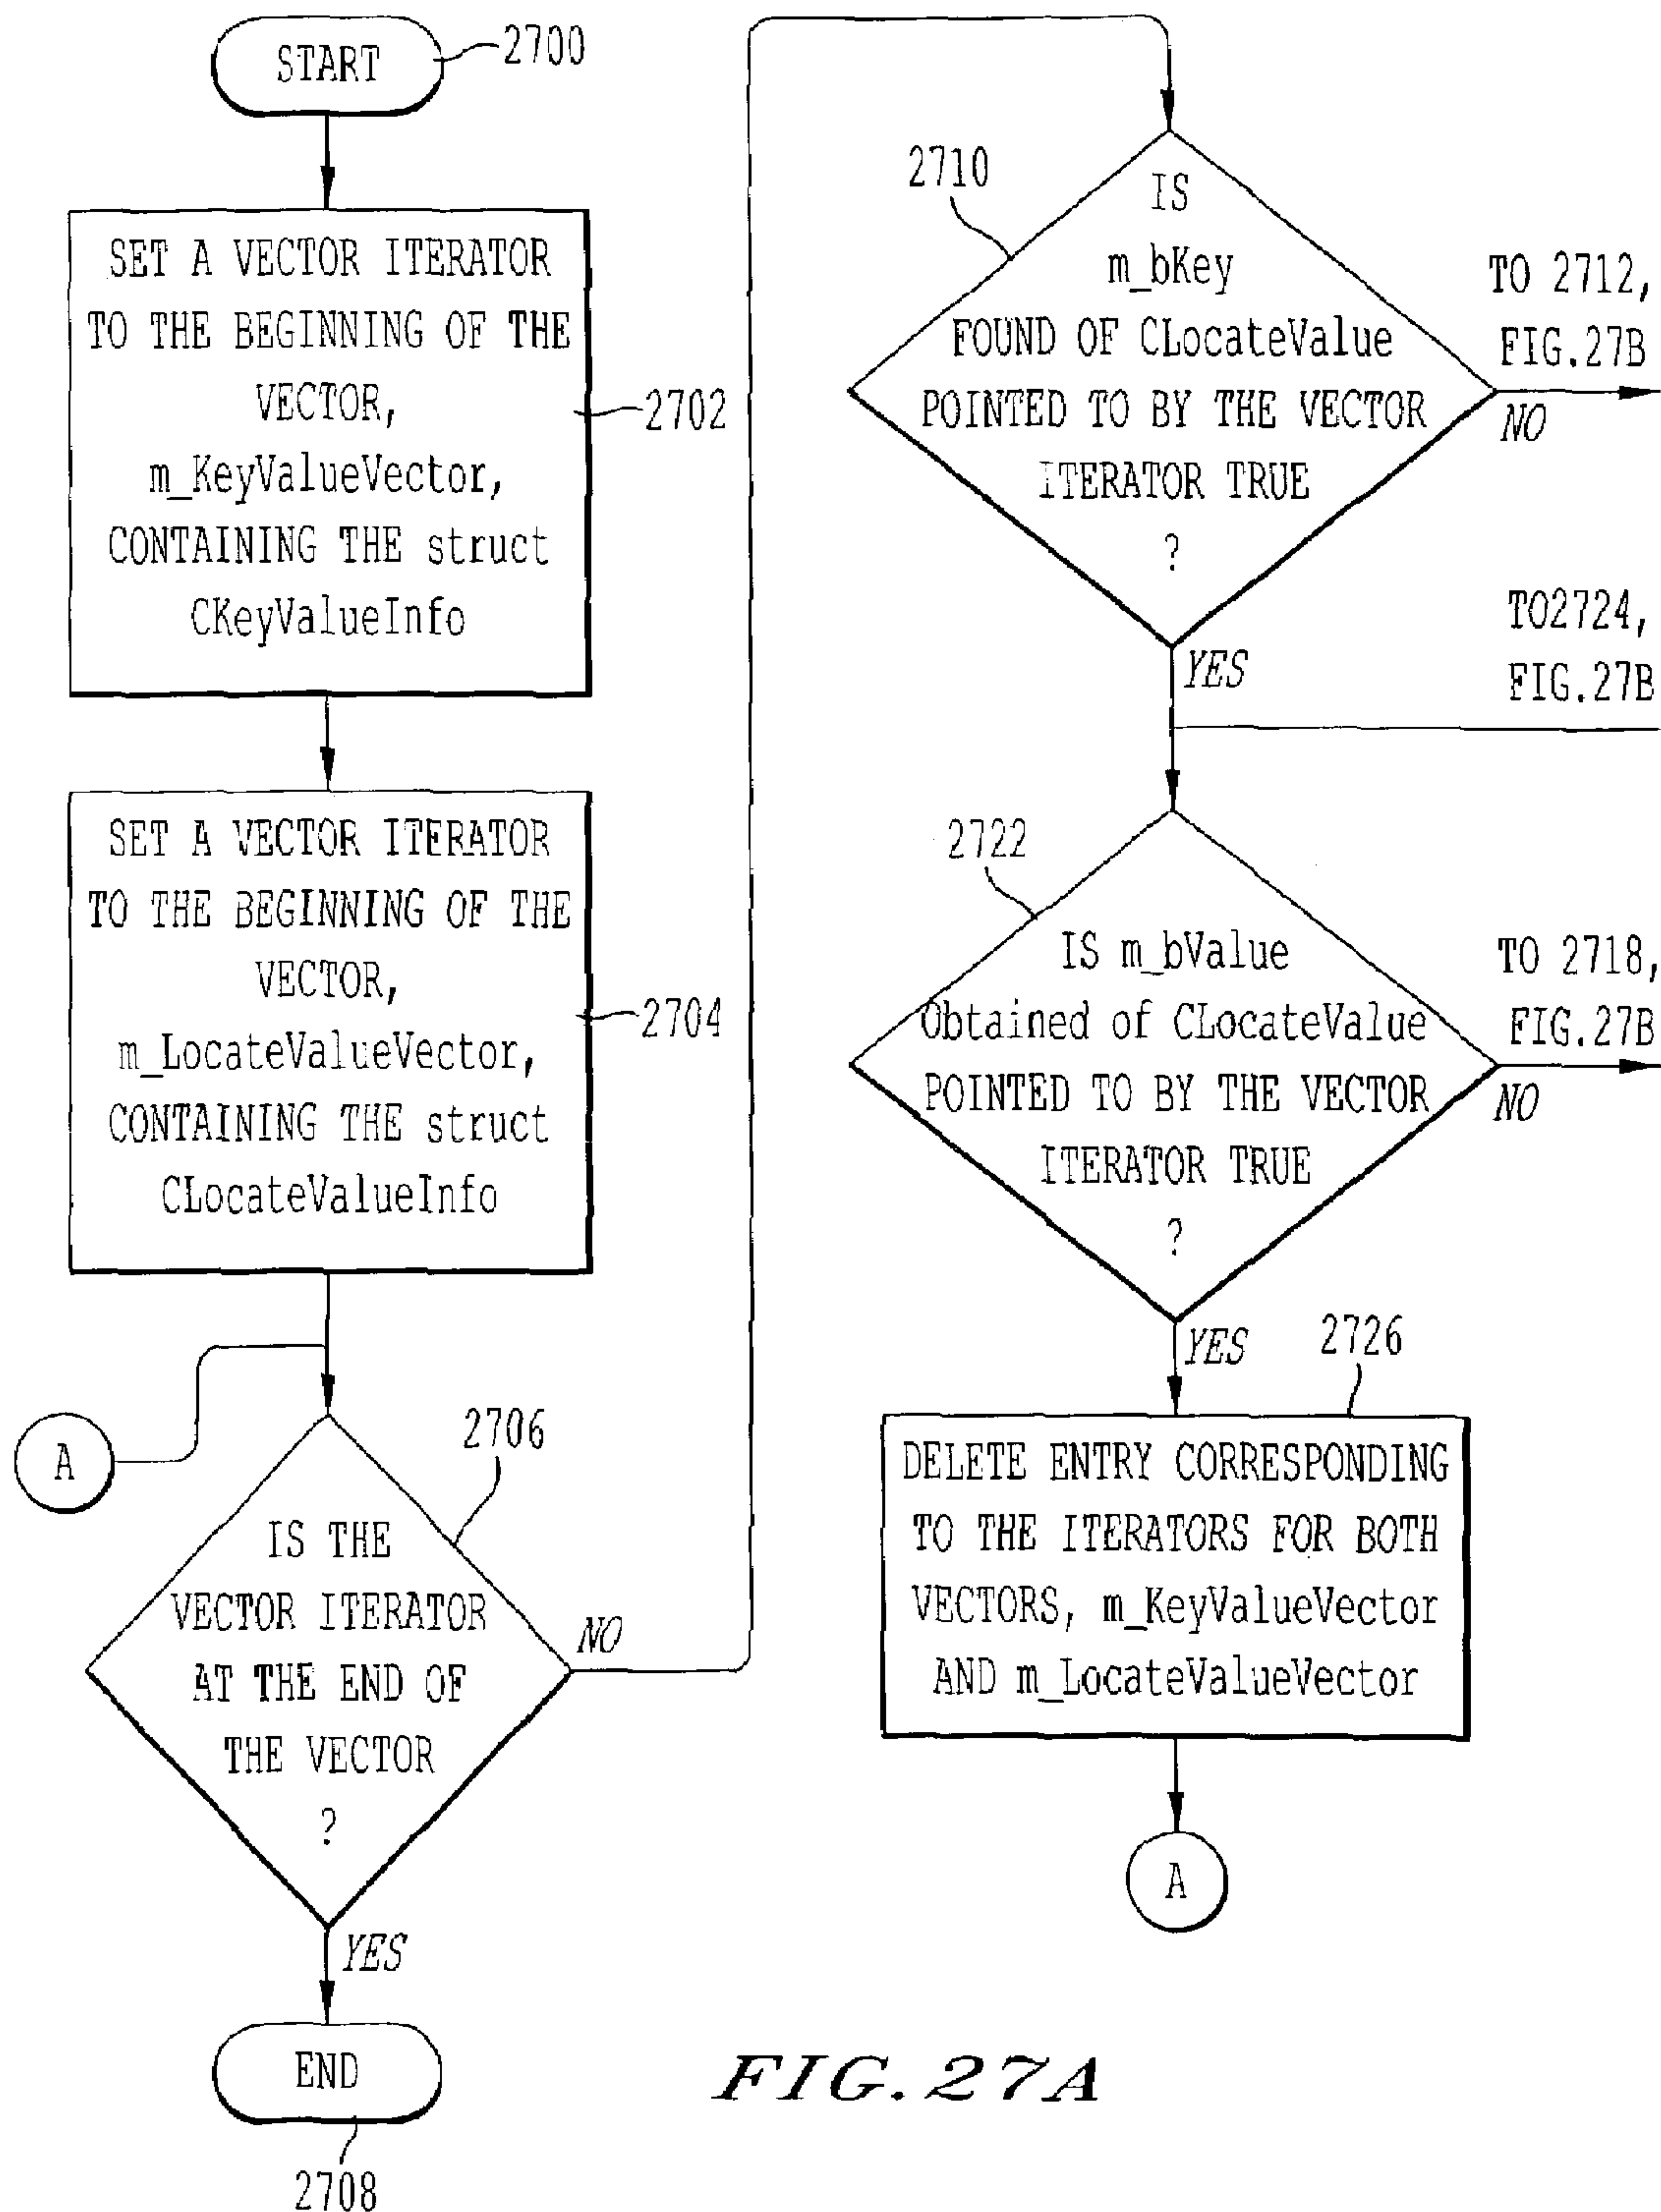 START
2700
SET A VECTOR ITERATOR
TO THE BEGINNING OF THE
VECTOR,
m_KeyValueVector,
CONTAINING THE struct
CKeyValueInfo
2702
SET A VECTOR ITERATOR
TO THE BEGINNING OF THE
VECTOR,
m_LocateValueVector,
CONTAINING THE struct
CLocateValueInfo
2704
A
2706
IS THE
VECTOR ITERATOR
AT THE END OF
THE VECTOR
?
NO
YES
END
2708
2710
IS
m_bKey
FOUND OF CLocateValue
POINTED TO BY THE VECTOR
ITERATOR TRUE
?
TO 2712,
FIG.27B
NO
YES
TO2724,
FIG.27B
2722
IS m_bValue
Obtained of CLocateValue
POINTED TO BY THE VECTOR
ITERATOR TRUE
?
TO 2718,
FIG.27B
NO
YES
2726
DELETE ENTRY CORRESPONDING
TO THE ITERATORS FOR BOTH
VECTORS, m_KeyValueVector
AND m_LocateValueVector
A
FIG. 27A